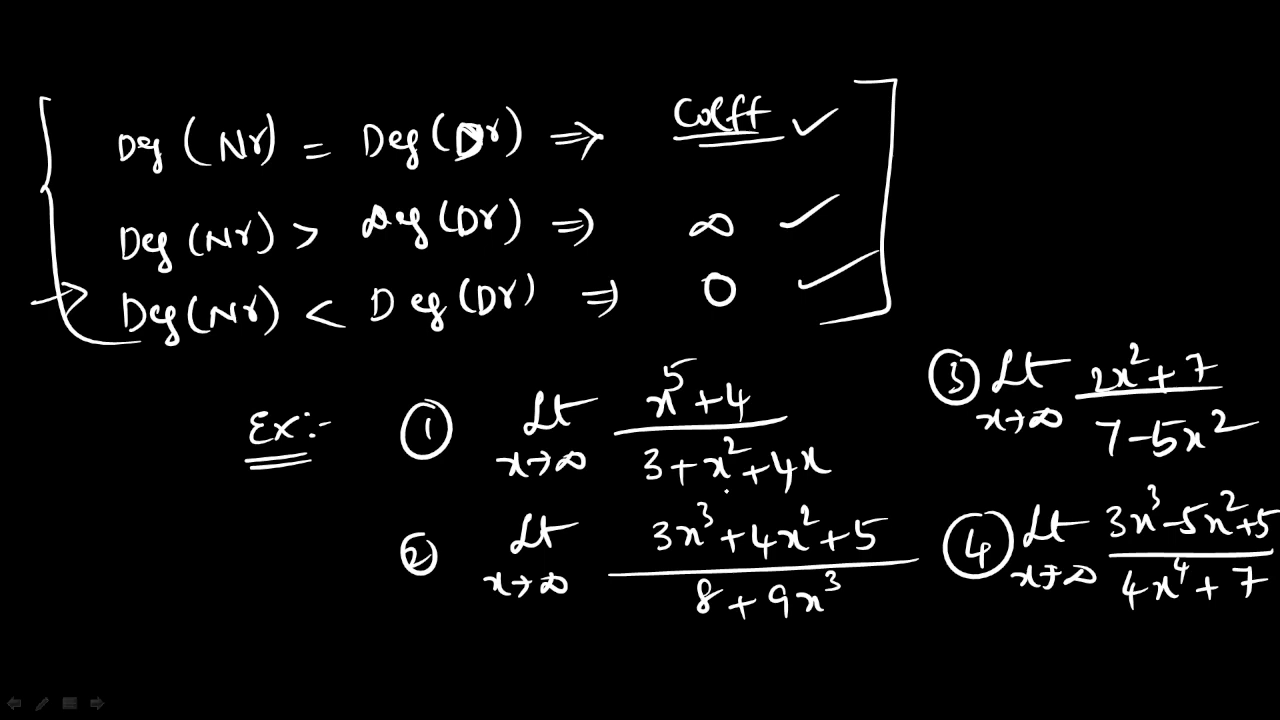 Deg (Nr) = Deg (Dr) ⇒ Coeff ✓
Deg (Nr) > Deg (Dr) ⇒ ∞ ✓
→ Deg (Nr) < Deg (Dr) ⇒ 0 ✓
Ex:- ① Lt x→∞ (x⁵+4)/(3+x²+4x)
② Lt x→∞ (3x³+4x²+5)/(8+9x³)
③ Lt x→∞ (2x²+7)/(7-5x²)
④ Lt x→∞ (3x³-5x²+5)/(4x⁴+7)